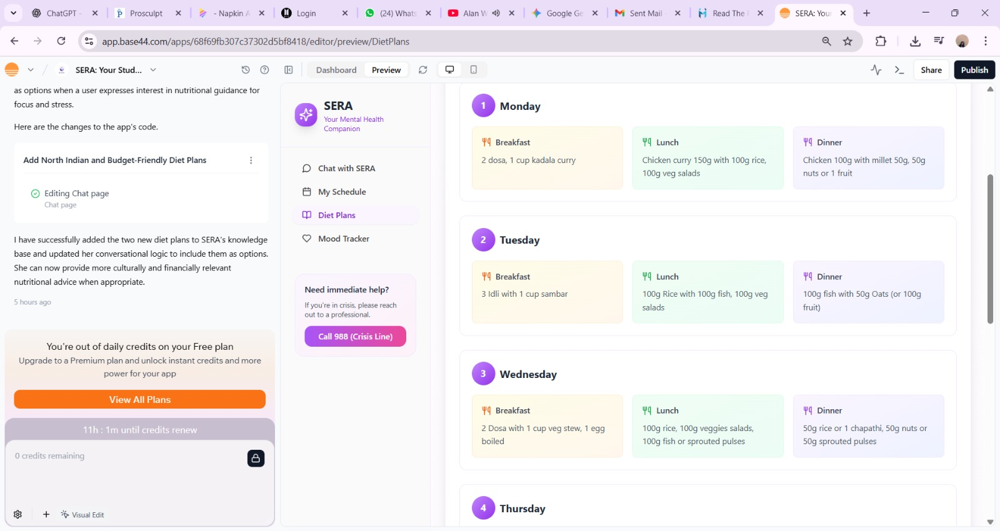 ChatGPT -
Prosculpt
- Napkin A
Login
(24) Whats
Alan W
Google Ge
Sent Mail -
Read The
SERA: Your
app.base44.com/apps/68f69fb307c37302d5bf8418/editor/preview/DietPlans
SERA: Your Stud...
Dashboard
Preview
Share
Publish
as options when a user expresses interest in nutritional guidance for
focus and stress.
Here are the changes to the app's code.
Add North Indian and Budget-Friendly Diet Plans
Editing Chat page
Chat page
I have successfully added the two new diet plans to SERA's knowledge
base and updated her conversational logic to include them as options.
She can now provide more culturally and financially relevant
nutritional advice when appropriate.
5 hours ago
You're out of daily credits on your Free plan
Upgrade to a Premium plan and unlock instant credits and more
power for your app
View All Plans
11h : 1m until credits renew
0 credits remaining
Visual Edit
SERA
Your Mental Health
Companion
Chat with SERA
My Schedule
Diet Plans
Mood Tracker
Need immediate help?
If you're in crisis, please reach
out to a professional.
Call 988 (Crisis Line)
1 Monday
Breakfast
2 dosa, 1 cup kadala curry
Lunch
Chicken curry 150g with 100g rice,
100g veg salads
Dinner
Chicken 100g with millet 50g, 50g
nuts or 1 fruit
2 Tuesday
Breakfast
3 Idli with 1 cup sambar
Lunch
100g Rice with 100g fish, 100g veg
salads
Dinner
100g fish with 50g Oats (or 100g
fruit)
3 Wednesday
Breakfast
2 Dosa with 1 cup veg stew, 1 egg
boiled
Lunch
100g rice, 100g veggies salads,
100g fish or sprouted pulses
Dinner
50g rice or 1 chapathi, 50g nuts or
50g sprouted pulses
4 Thursday